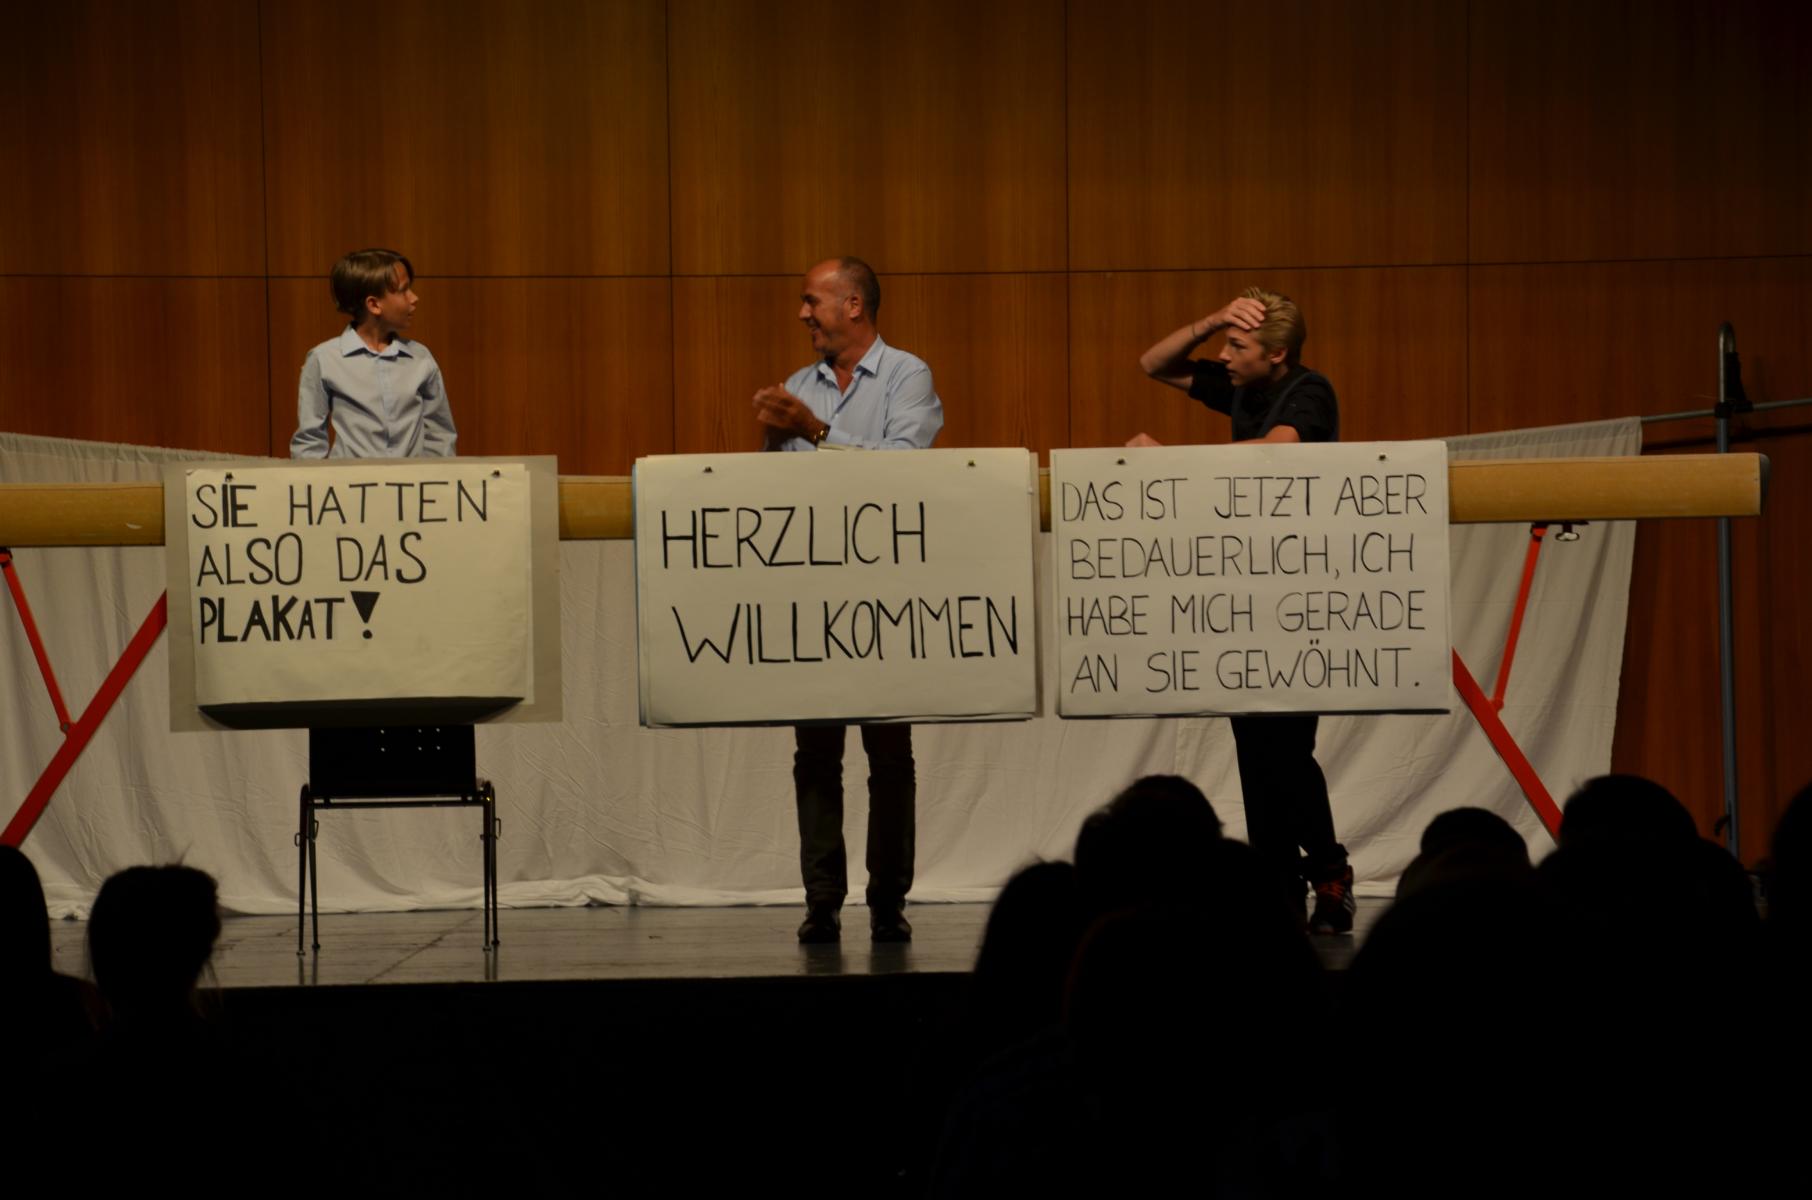 SIE HATTEN
ALSO DAS
PLAKAT!
HERZLICH
WILLKOMMEN
DAS IST JETZT ABER
BEDAUERLICH, ICH
HABE MICH GERADE
AN SIE GEWÖHNT.